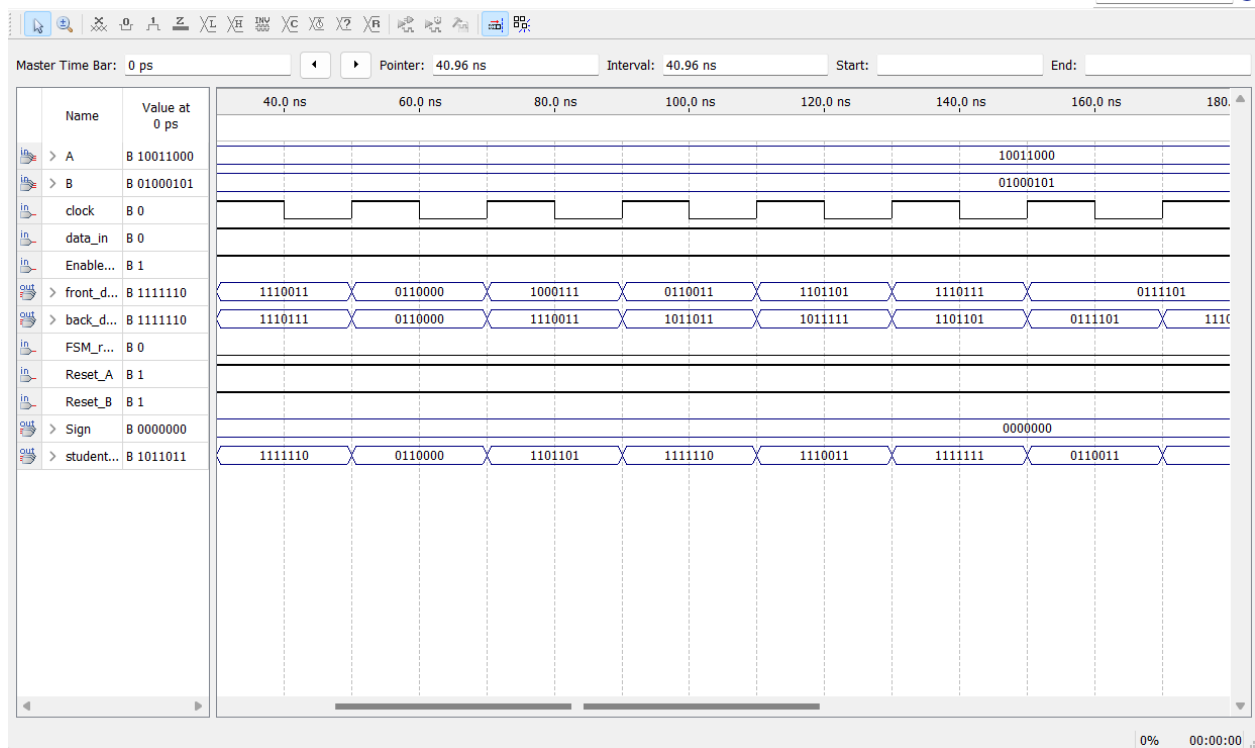 Master Time Bar: 0 ps Pointer: 40.96 ns Interval: 40.96 ns Start: End:
Name Value at 0 ps 40.0 ns 60.0 ns 80.0 ns 100.0 ns 120.0 ns 140.0 ns 160.0 ns 180.
A B 10011000 10011000
B B 01000101 01000101
clock B 0
data_in B 0
Enable... B 1
front_d... B 1111110 1110011 0110000 1000111 0110011 1101101 1110111 0111101
back_d... B 1111110 1110111 0110000 1110011 1011011 1011111 1101101 0111101 1110
FSM_r... B 0
Reset_A B 1
Reset_B B 1
Sign B 0000000 0000000
student... B 1011011 1111110 0110000 1101101 1111110 1110011 1111111 0110011
0% 00:00:00